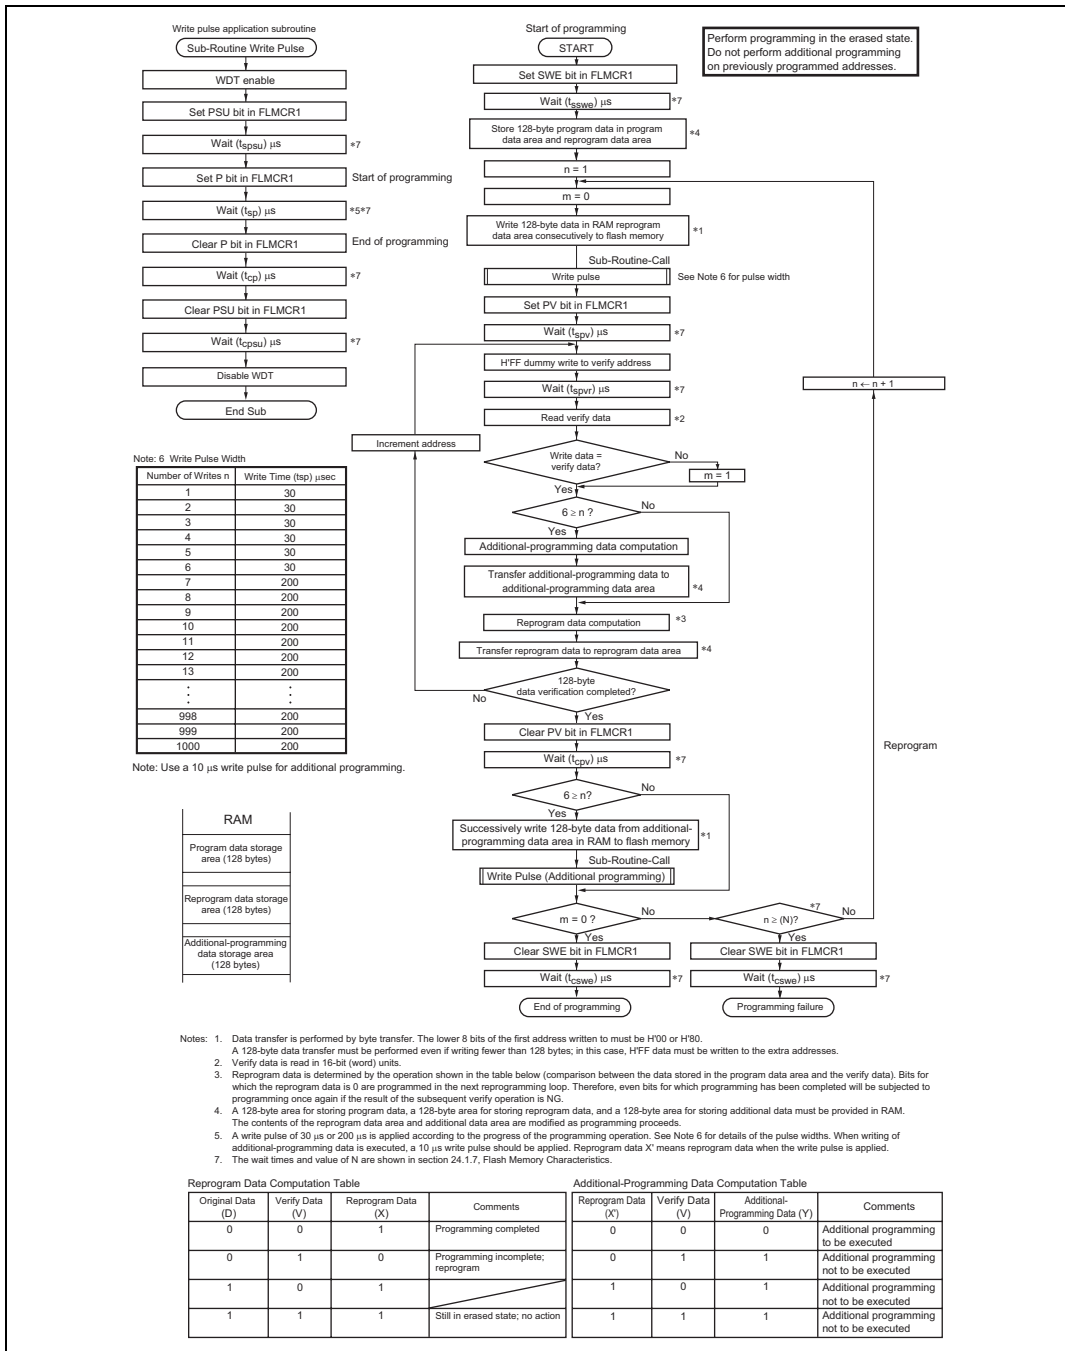 Write pulse application subroutine
Sub-Routine Write Pulse
WDT enable
Set PSU bit in FLMCR1
Wait (tspsu) μs
*7
Set P bit in FLMCR1
Start of programming
Wait (tsp) μs
*5*7
Clear P bit in FLMCR1
End of programming
Wait (tcp) μs
*7
Clear PSU bit in FLMCR1
Wait (tcpsu) μs
*7
Disable WDT
End Sub
Start of programming
START
Set SWE bit in FLMCR1
Wait (tsswe) μs
*7
Store 128-byte program data in program
data area and reprogram data area
*4
n = 1
m = 0
Write 128-byte data in RAM reprogram
data area consecutively to flash memory
*1
Sub-Routine-Call
Write pulse
See Note 6 for pulse width
Set PV bit in FLMCR1
Wait (tspv) μs
*7
H'FF dummy write to verify address
Wait (tspvr) μs
*7
Read verify data
*2
Increment address
Write data =
verify data?
No
m = 1
Yes
6 ≥ n ?
No
Yes
Additional-programming data computation
Transfer additional-programming data to
additional-programming data area
*4
Reprogram data computation
*3
Transfer reprogram data to reprogram data area
*4
128-byte
data verification completed?
No
Yes
Clear PV bit in FLMCR1
Wait (tcpv) μs
*7
6 ≥ n?
No
Yes
Successively write 128-byte data from additional-
programming data area in RAM to flash memory
*1
Sub-Routine-Call
Write Pulse (Additional programming)
m = 0 ?
No
Yes
Clear SWE bit in FLMCR1
Wait (tcswe) μs
*7
End of programming
*7
n ≥ (N)?
No
Yes
Clear SWE bit in FLMCR1
Wait (tcswe) μs
*7
Programming failure
n ← n + 1
Reprogram
Perform programming in the erased state.
Do not perform additional programming
on previously programmed addresses.
Note: 6 Write Pulse Width
Number of Writes n Write Time (tsp) μsec
1 30
2 30
3 30
4 30
5 30
6 30
7 200
8 200
9 200
10 200
11 200
12 200
13 200
998 200
999 200
1000 200
Note: Use a 10 μs write pulse for additional programming.
RAM
Program data storage
area (128 bytes)
Reprogram data storage
area (128 bytes)
Additional-programming
data storage area
(128 bytes)
Notes: 1. Data transfer is performed by byte transfer. The lower 8 bits of the first address written to must be H'00 or H'80.
A 128-byte data transfer must be performed even if writing fewer than 128 bytes; in this case, H'FF data must be written to the extra addresses.
2. Verify data is read in 16-bit (word) units.
3. Reprogram data is determined by the operation shown in the table below (comparison between the data stored in the program data area and the verify data). Bits for
which the reprogram data is 0 are programmed in the next reprogramming loop. Therefore, even bits for which programming has been completed will be subjected to
programming once again if the result of the subsequent verify operation is NG.
4. A 128-byte area for storing program data, a 128-byte area for storing reprogram data, and a 128-byte area for storing additional data must be provided in RAM.
The contents of the reprogram data area and additional data area are modified as programming proceeds.
5. A write pulse of 30 μs or 200 μs is applied according to the progress of the programming operation. See Note 6 for details of the pulse widths. When writing of
additional-programming data is executed, a 10 μs write pulse should be applied. Reprogram data X' means reprogram data when the write pulse is applied.
7. The wait times and value of N are shown in section 24.1.7, Flash Memory Characteristics.
Reprogram Data Computation Table
Original Data (D) Verify Data (V) Reprogram Data (X) Comments
0 0 1 Programming completed
0 1 0 Programming incomplete; reprogram
1 0 1
1 1 1 Still in erased state; no action
Additional-Programming Data Computation Table
Reprogram Data (X') Verify Data (V) Additional-Programming Data (Y) Comments
0 0 0 Additional programming to be executed
0 1 1 Additional programming not to be executed
1 0 1 Additional programming not to be executed
1 1 1 Additional programming not to be executed